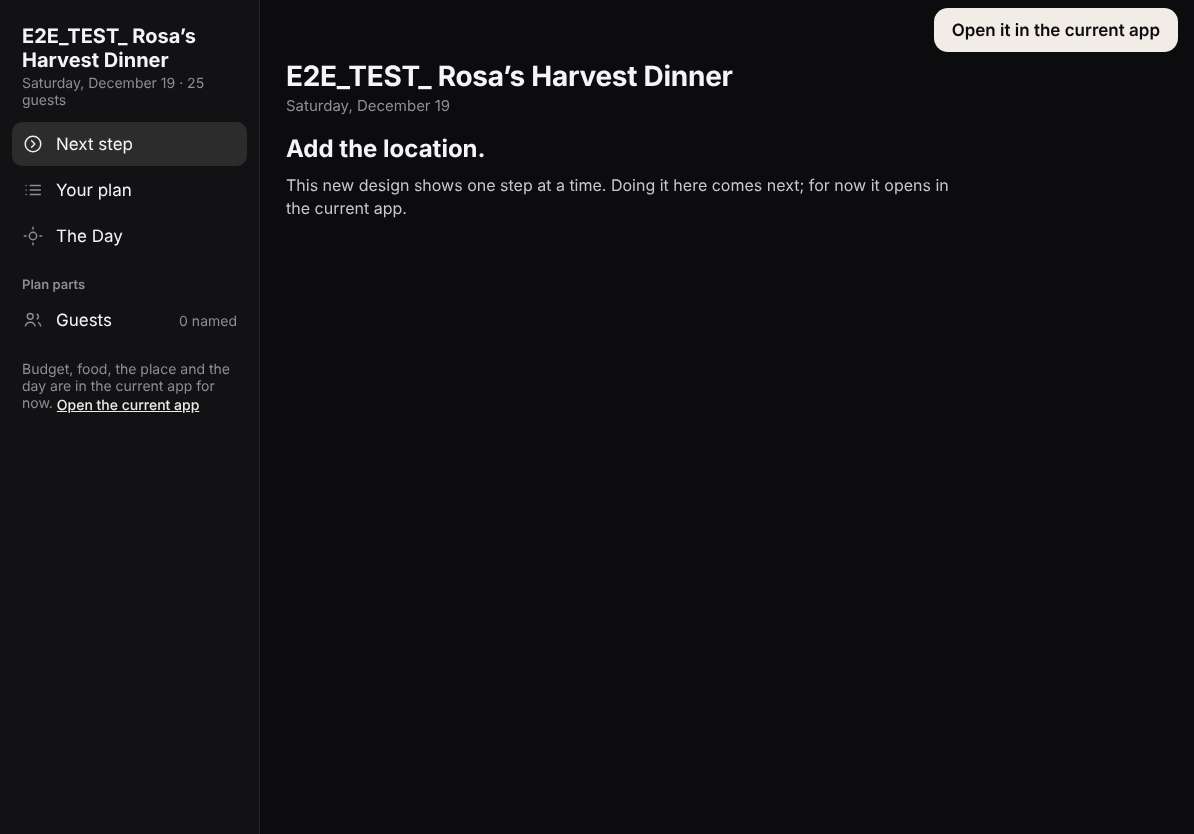 E2E_TEST_ Rosa’s
Harvest Dinner
Saturday, December 19 · 25
guests
Next step
Your plan
The Day
Plan parts
Guests
0 named
Budget, food, the place and the
day are in the current app for
now. Open the current app
Open it in the current app
E2E_TEST_ Rosa’s Harvest Dinner
Saturday, December 19
Add the location.
This new design shows one step at a time. Doing it here comes next; for now it opens in
the current app.